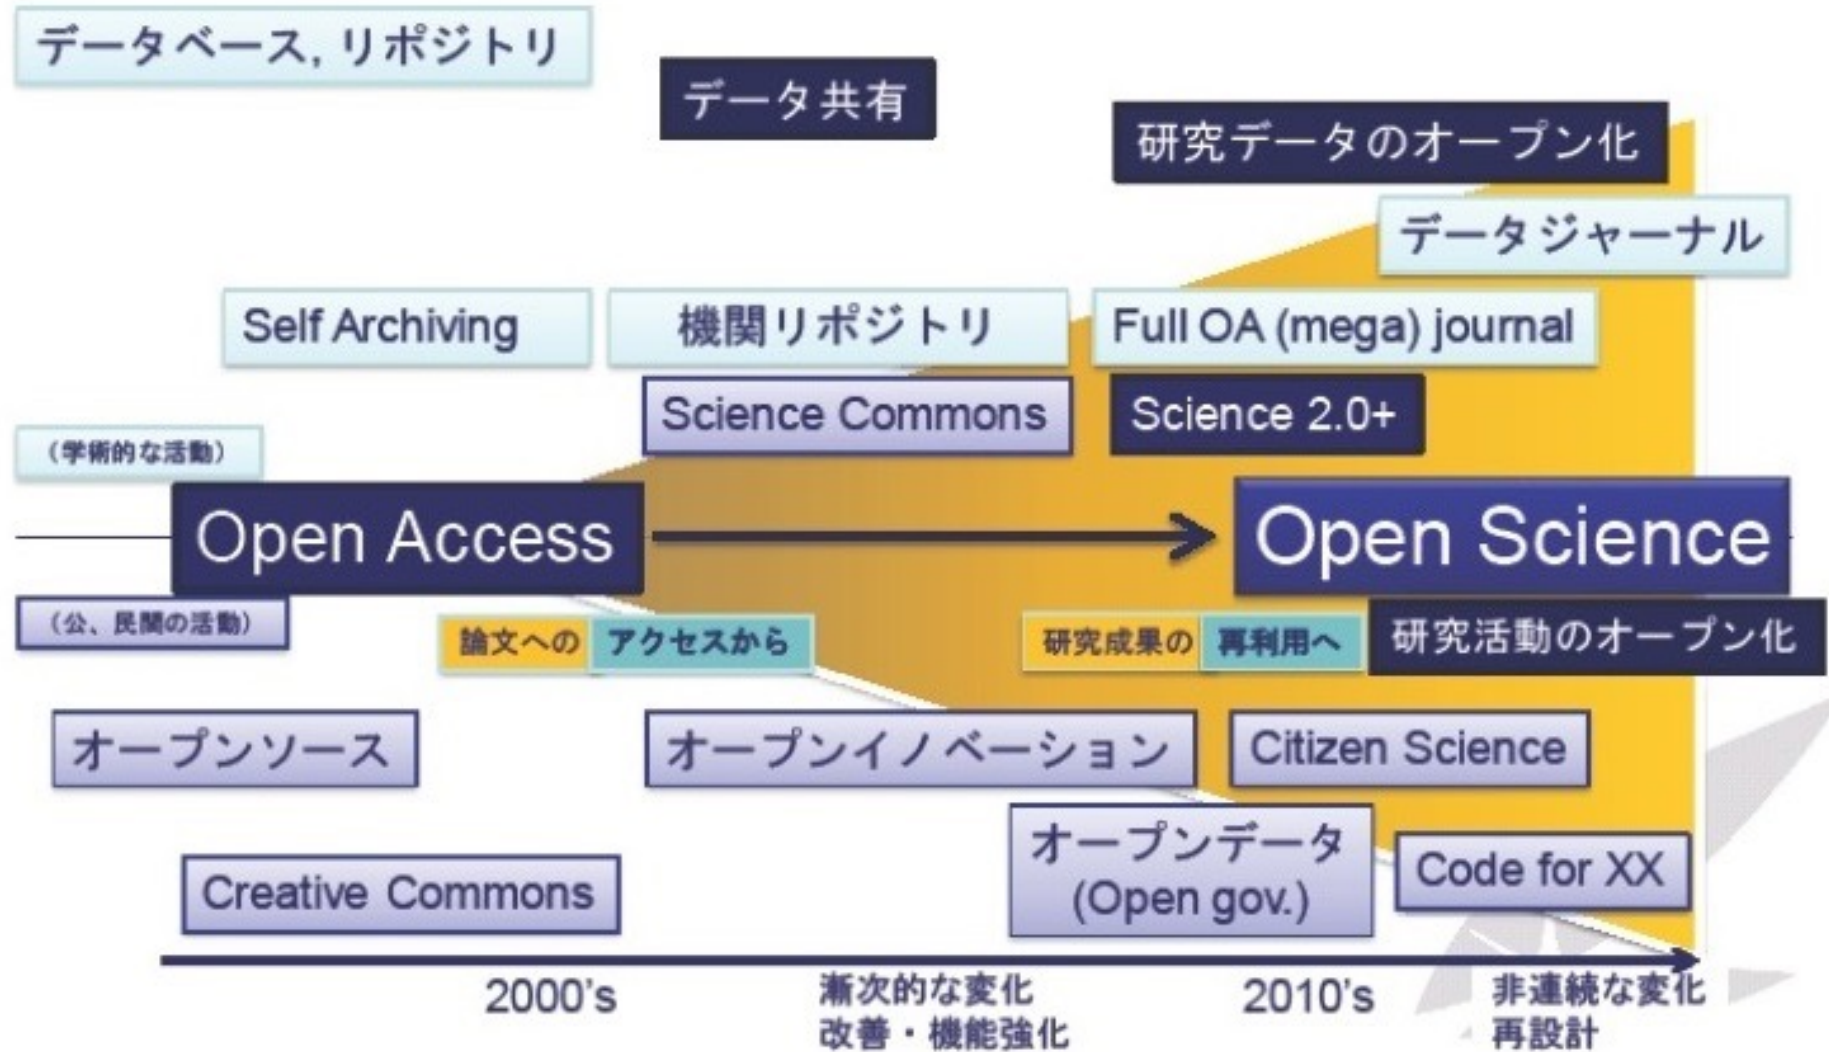 データベース, リポジトリ
データ共有
研究データのオープン化
データジャーナル
Self Archiving
機関リポジトリ
Full OA (mega) journal
Science Commons
Science 2.0+
（学術的な活動）
Open Access
Open Science
（公、民間の活動）
論文への アクセスから
研究成果の 再利用へ
研究活動のオープン化
オープンソース
オープンイノベーション
Citizen Science
オープンデータ
(Open gov.)
Code for XX
Creative Commons
2000's
漸次的な変化
改善・機能強化
2010's
非連続な変化
再設計